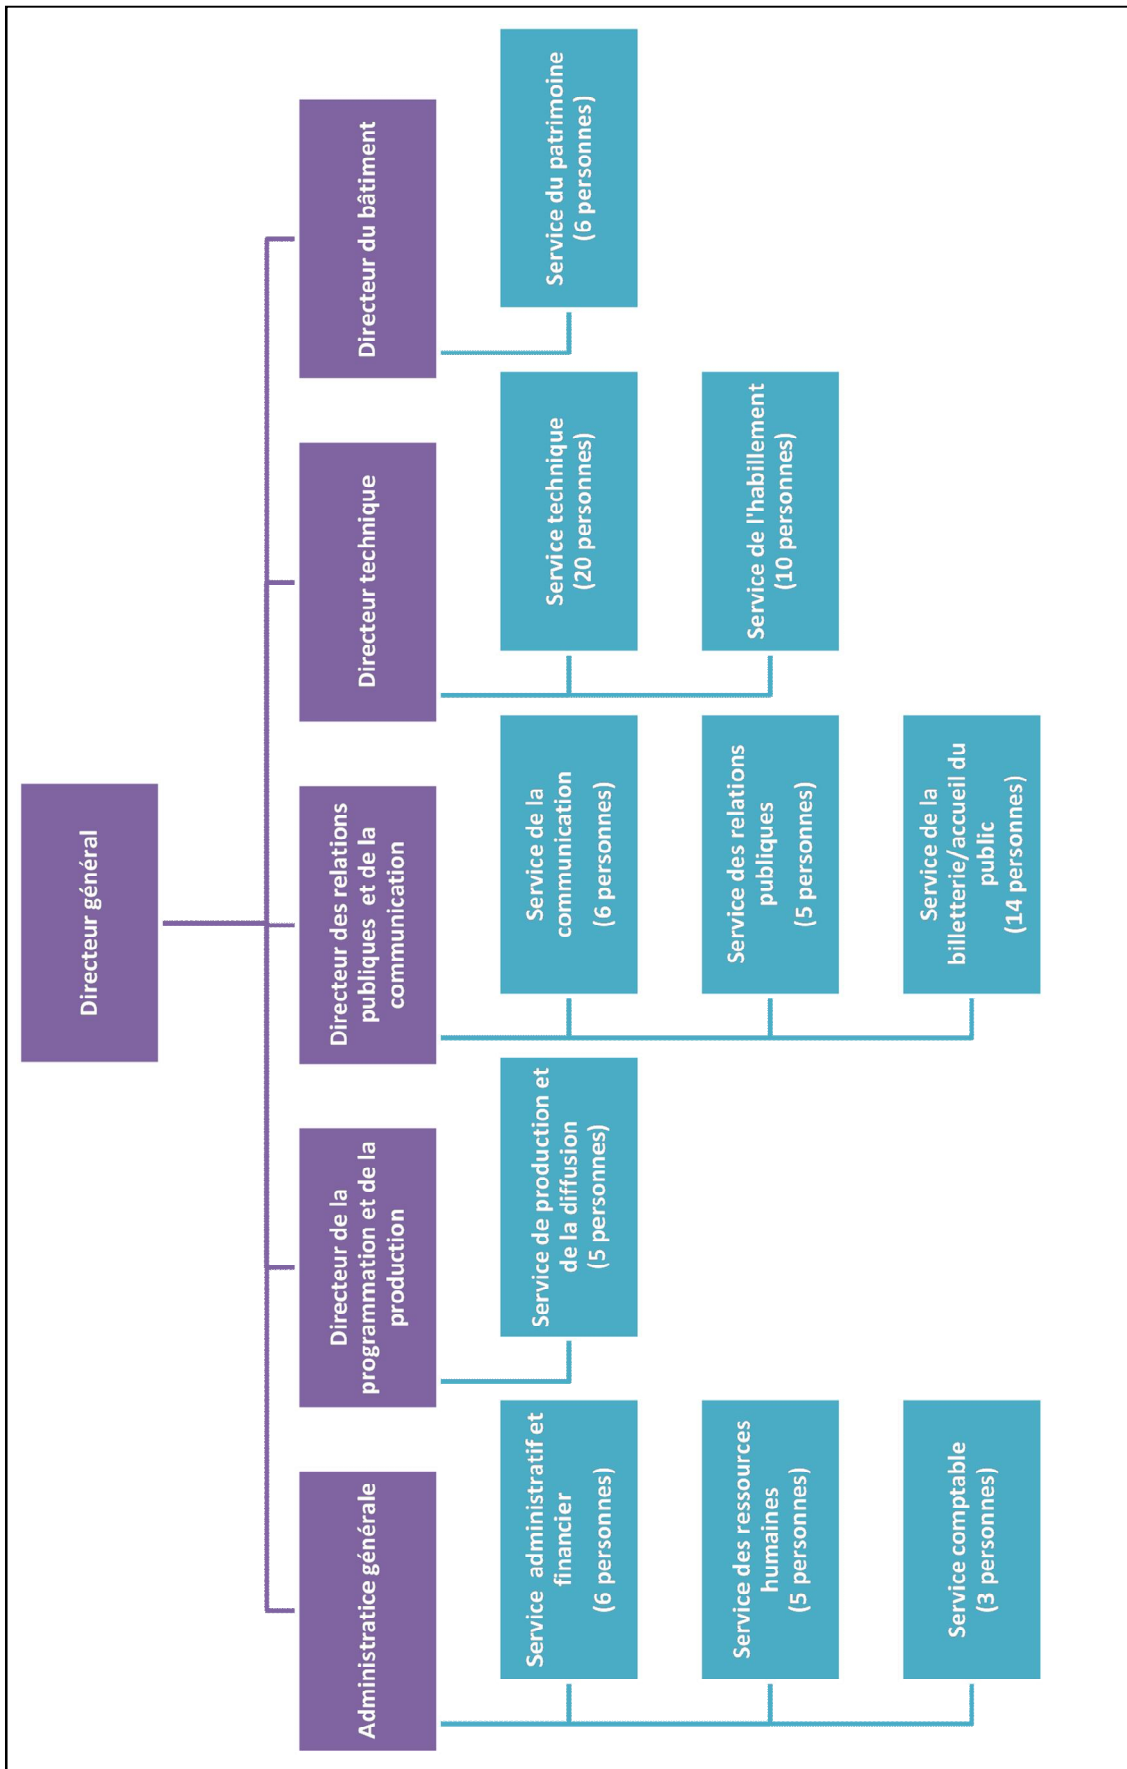 Directeur général
Administratice générale
Service  administratif et
financier
(6 personnes)
Service des ressources
humaines
(5 personnes)
Service comptable
(3 personnes)
Directeur de la
programmation et de la
production
Service de production et
de la diffusion
(5 personnes)
Directeur des relations
publiques  et de la
communication
Service de la
communication
(6 personnes)
Service des relations
publiques
(5 personnes)
Service de la
billetterie/accueil du
public
(14 personnes)
Directeur technique
Service technique
(20 personnes)
Service de l'habillement
(10 personnes)
Directeur du bâtiment
Service du patrimoine
(6 personnes)